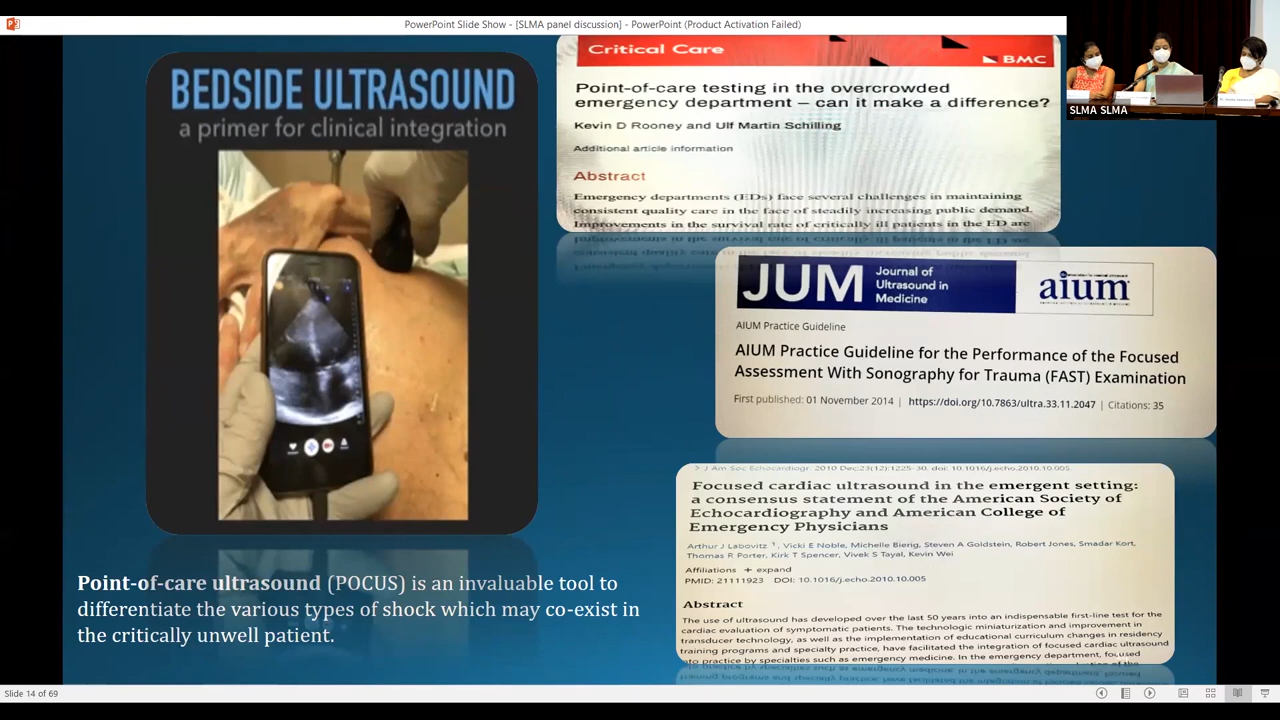 PowerPoint Slide Show - [SLMA panel discussion] - PowerPoint (Product Activation Failed)
SLMA SLMA
BEDSIDE ULTRASOUND
a primer for clinical integration
Critical Care
BMC
Point-of-care testing in the overcrowded
emergency department – can it make a difference?
Kevin D Rooney and Ulf Martin Schilling
Additional article information
Abstract
Emergency departments (EDs) face several challenges in maintaining
consistent quality care in the face of steadily increasing public demand.
Improvements in the survival rate of critically ill patients in the ED are
JUM Journal of
Ultrasound in
Medicine
aium
AIUM Practice Guideline
AIUM Practice Guideline for the Performance of the Focused
Assessment With Sonography for Trauma (FAST) Examination
First published: 01 November 2014 | https://doi.org/10.7863/ultra.33.11.2047 | Citations: 35
> J Am Soc Echocardiogr. 2010 Dec;23(12):1225-30. doi: 10.1016/j.echo.2010.10.005.
Focused cardiac ultrasound in the emergent setting:
a consensus statement of the American Society of
Echocardiography and American College of
Emergency Physicians
Arthur J Labovitz 1, Vicki E Noble, Michelle Bierig, Steven A Goldstein, Robert Jones, Smadar Kort,
Thomas R Porter, Kirk T Spencer, Vivek S Tayal, Kevin Wei
Affiliations + expand
PMID: 21111923 DOI: 10.1016/j.echo.2010.10.005
Abstract
The use of ultrasound has developed over the last 50 years into an indispensable first-line test for the
cardiac evaluation of symptomatic patients. The technologic miniaturization and improvement in
transducer technology, as well as the implementation of educational curriculum changes in residency
training programs and specialty practice, have facilitated the integration of focused cardiac ultrasound
into practice by specialties such as emergency medicine. In the emergency department, focused
Point-of-care ultrasound (POCUS) is an invaluable tool to
differentiate the various types of shock which may co-exist in
the critically unwell patient.
Slide 14 of 69